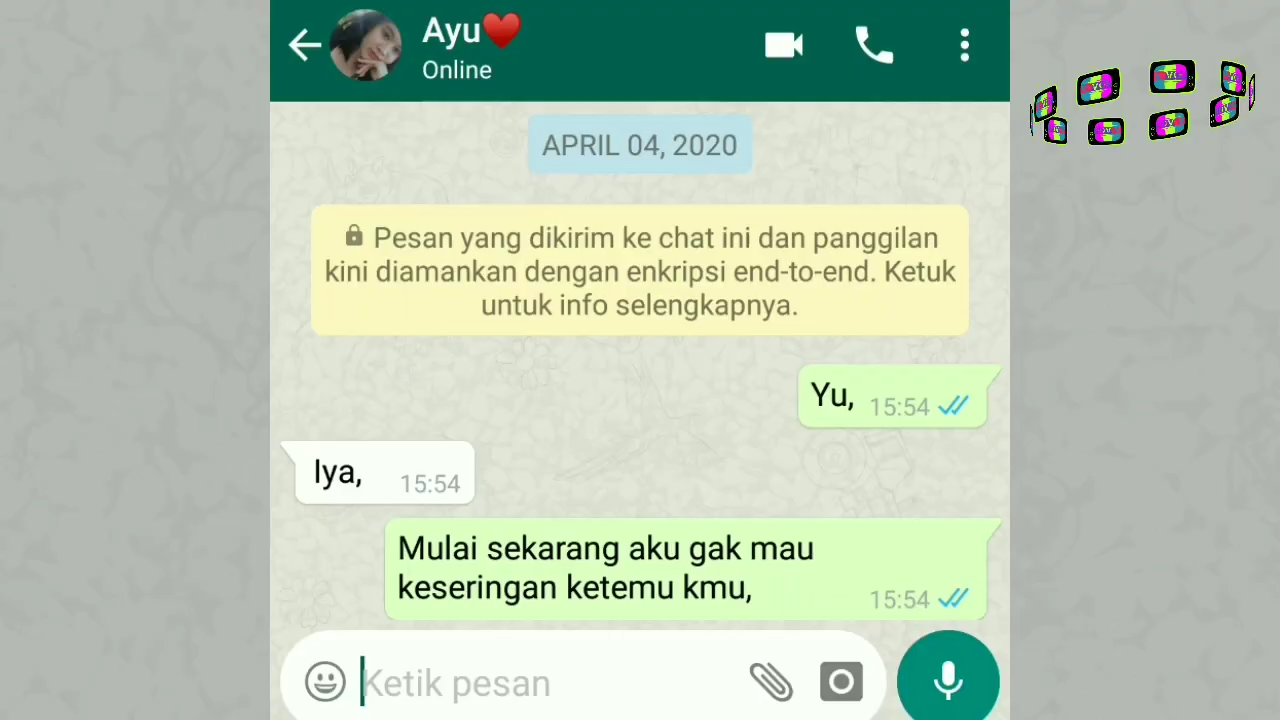 Ayu❤️
Online
APRIL 04, 2020
Pesan yang dikirim ke chat ini dan panggilan
kini diamankan dengan enkripsi end-to-end. Ketuk
untuk info selengkapnya.
Yu, 15:54
Iya, 15:54
Mulai sekarang aku gak mau
keseringan ketemu kmu, 15:54
Ketik pesan